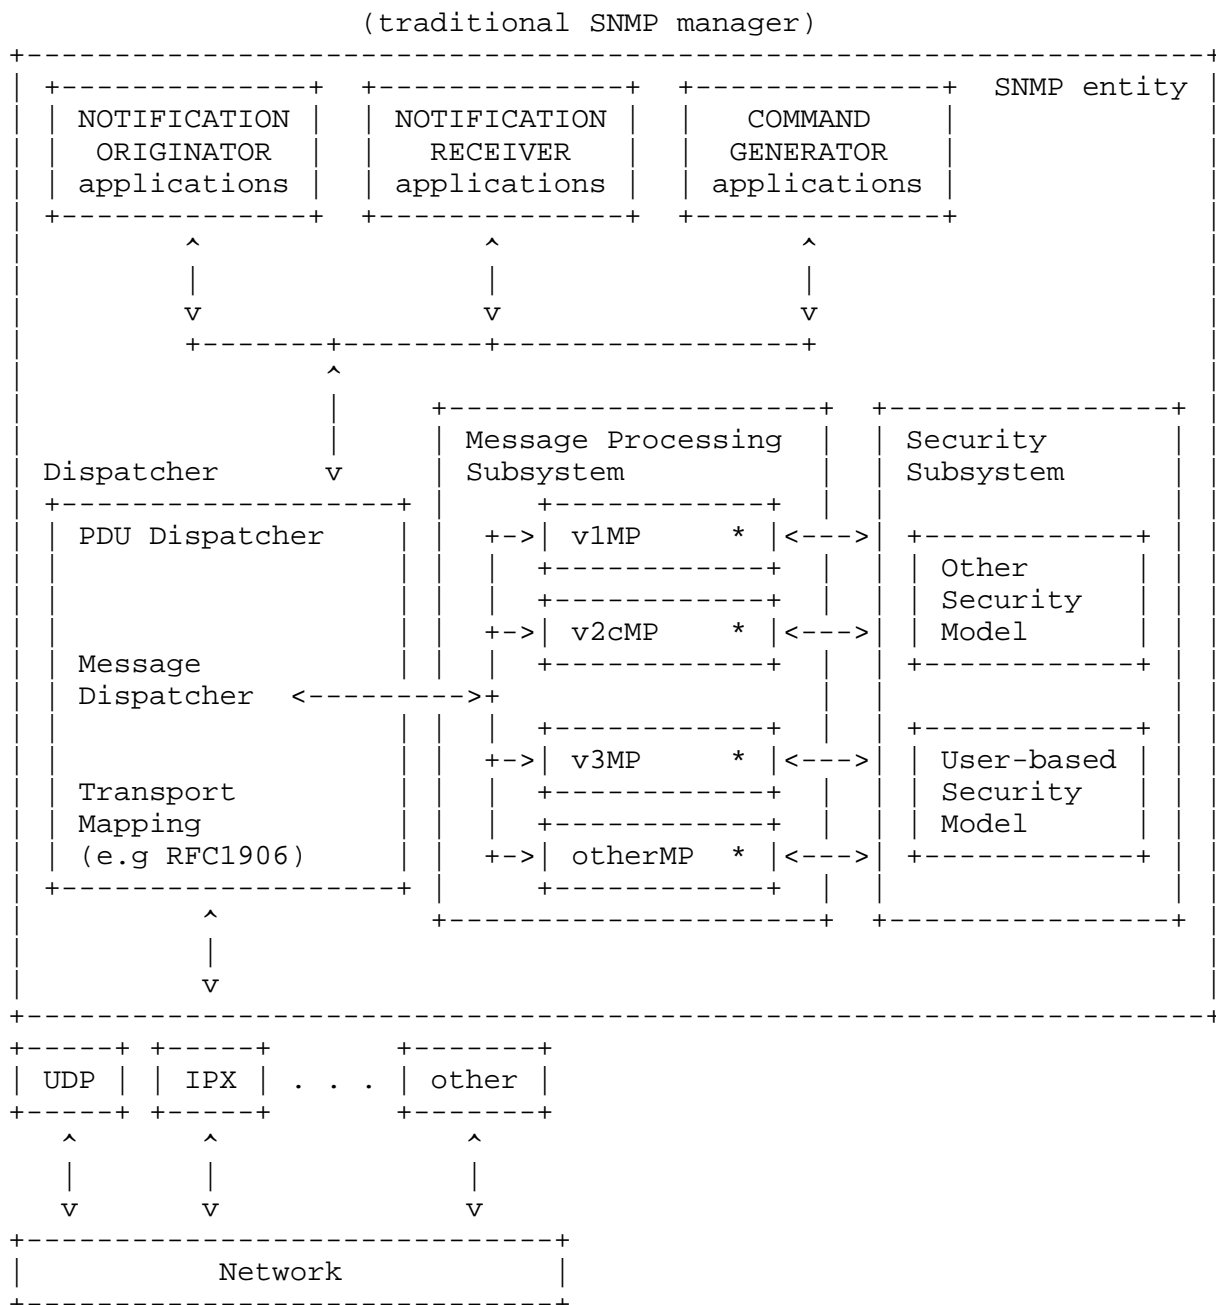 (traditional SNMP manager)
SNMP entity
NOTIFICATION NOTIFICATION COMMAND
ORIGINATOR RECEIVER GENERATOR
applications applications applications
Message Processing Security
Dispatcher Subsystem Subsystem
PDU Dispatcher v1MP *
Other
Security
v2cMP * Model
Message
Dispatcher
v3MP * User-based
Transport Security
Mapping Model
(e.g RFC1906) otherMP *
UDP IPX . . . other
Network